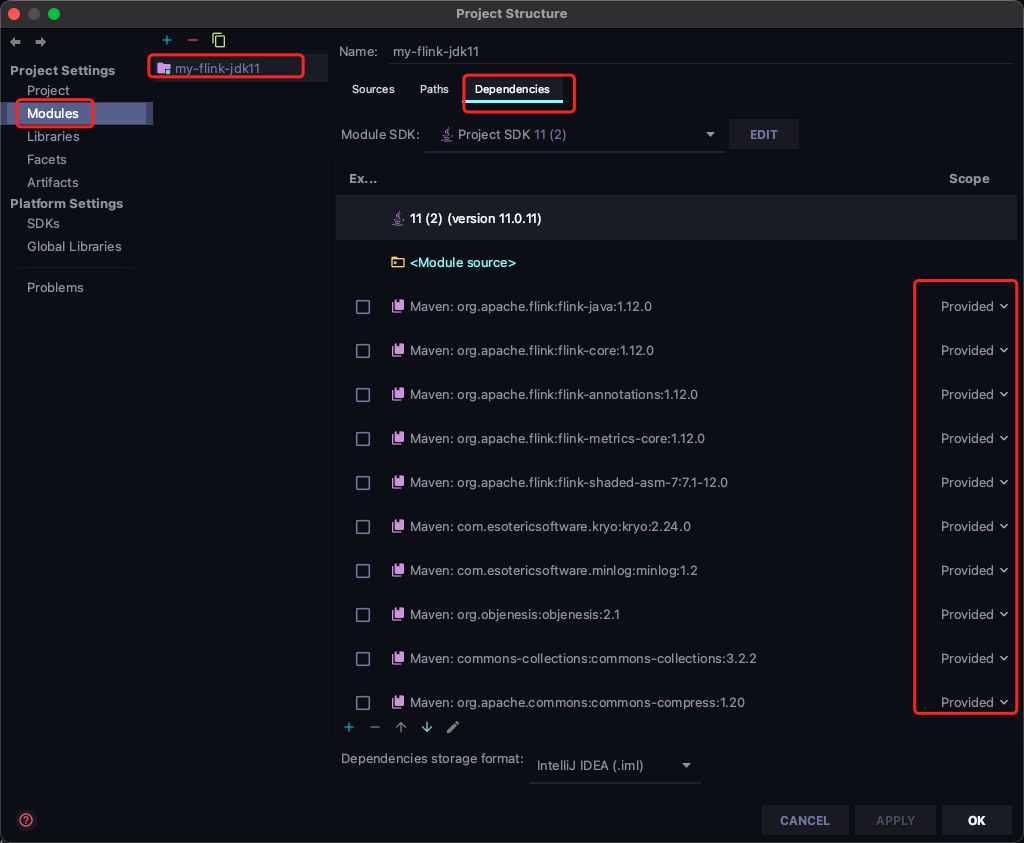 Project Structure
Project Settings
Project
Modules
Libraries
Facets
Artifacts
Platform Settings
SDKs
Global Libraries
Problems
my-flink-jdk11
Name: my-flink-jdk11
Sources Paths Dependencies
Module SDK: Project SDK 11 (2) EDIT
Ex... Scope
11 (2) (version 11.0.11)
<Module source>
Maven: org.apache.flink:flink-java:1.12.0 Provided
Maven: org.apache.flink:flink-core:1.12.0 Provided
Maven: org.apache.flink:flink-annotations:1.12.0 Provided
Maven: org.apache.flink:flink-metrics-core:1.12.0 Provided
Maven: org.apache.flink:flink-shaded-asm-7:7.1-12.0 Provided
Maven: com.esotericsoftware.kryo:kryo:2.24.0 Provided
Maven: com.esotericsoftware.minlog:minlog:1.2 Provided
Maven: org.objenesis:objenesis:2.1 Provided
Maven: commons-collections:commons-collections:3.2.2 Provided
Maven: org.apache.commons:commons-compress:1.20 Provided
Dependencies storage format: IntelliJ IDEA (.iml)
CANCEL APPLY OK